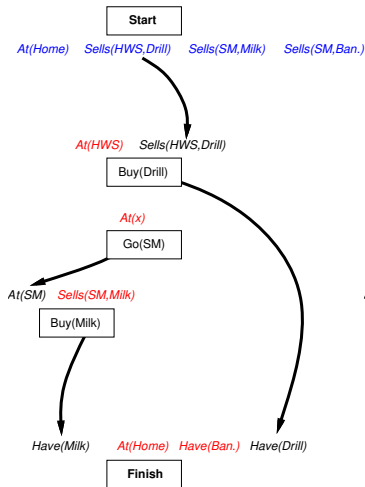 Start
At(Home) Sells(HWS,Drill) Sells(SM,Milk) Sells(SM,Ban.)
At(HWS) Sells(HWS,Drill)
Buy(Drill)
At(x)
Go(SM)
At(SM) Sells(SM,Milk)
Buy(Milk)
Have(Milk) At(Home) Have(Ban.) Have(Drill)
Finish